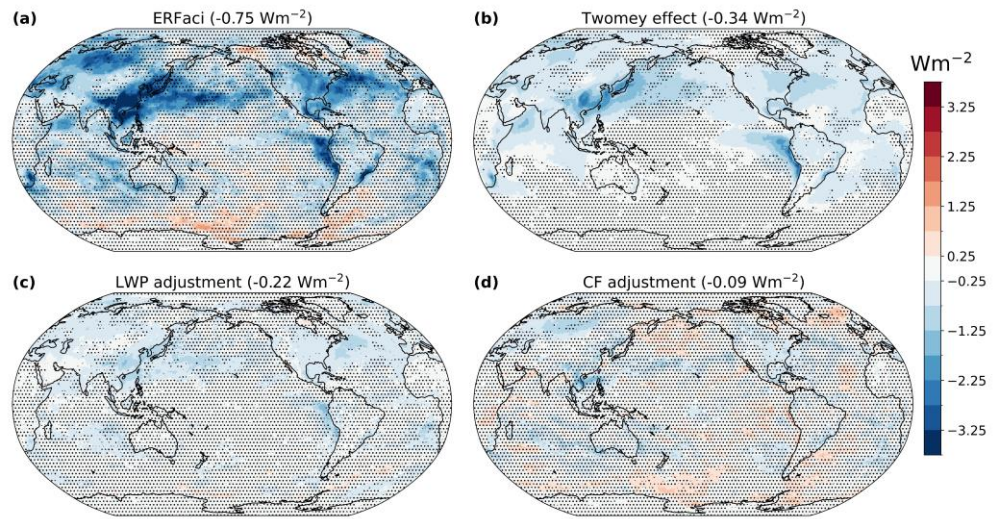 (a) ERFaci (-0.75 Wm⁻²)
(b) Twomey effect (-0.34 Wm⁻²)
Wm⁻²
3.25
2.25
1.25
0.25
−0.25
−1.25
−2.25
−3.25
(c) LWP adjustment (-0.22 Wm⁻²)
(d) CF adjustment (-0.09 Wm⁻²)